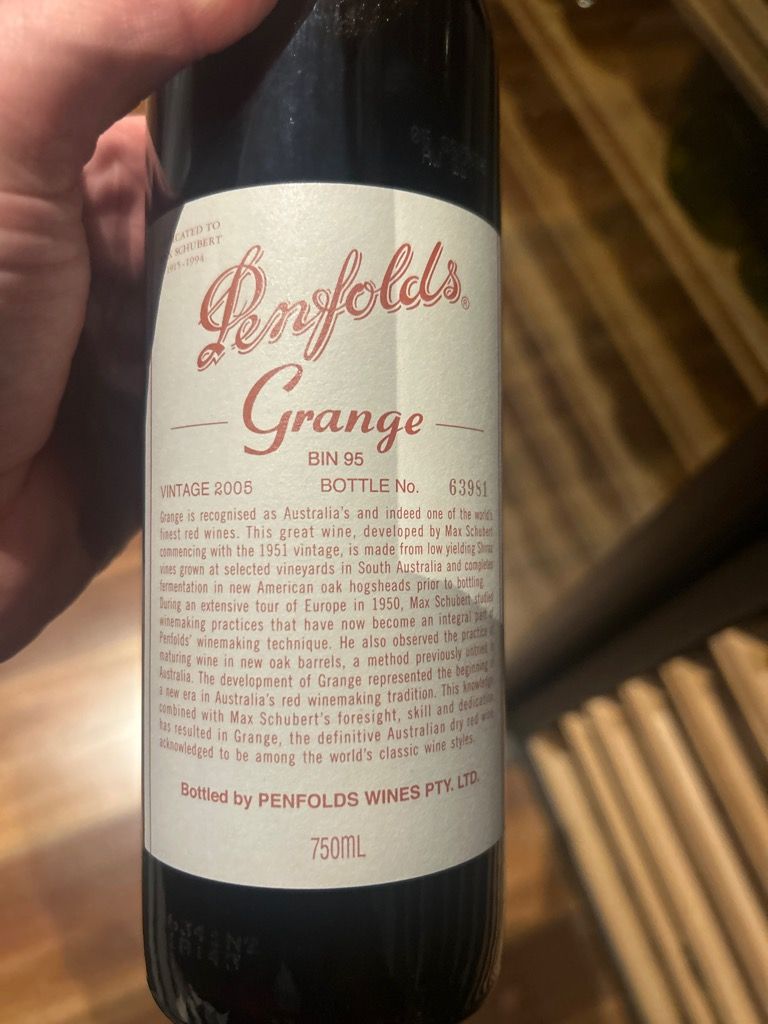 CATED TO
SCHUBERT
1915-1994
Penfolds®
Grange
BIN 95
VINTAGE 2005 BOTTLE No. 63981
Grange is recognised as Australia's and indeed one of the world's
finest red wines. This great wine, developed by Max Schubert
commencing with the 1951 vintage, is made from low yielding Shiraz
vines grown at selected vineyards in South Australia and completes
fermentation in new American oak hogsheads prior to bottling.
During an extensive tour of Europe in 1950, Max Schubert studied
winemaking practices that have now become an integral part of
Penfolds' winemaking technique. He also observed the practice of
maturing wine in new oak barrels, a method previously untried in
Australia. The development of Grange represented the beginning of
a new era in Australia's red winemaking tradition. This knowledge
combined with Max Schubert's foresight, skill and dedication
has resulted in Grange, the definitive Australian dry red wine,
acknowledged to be among the world's classic wine styles.
Bottled by PENFOLDS WINES PTY. LTD.
750mL